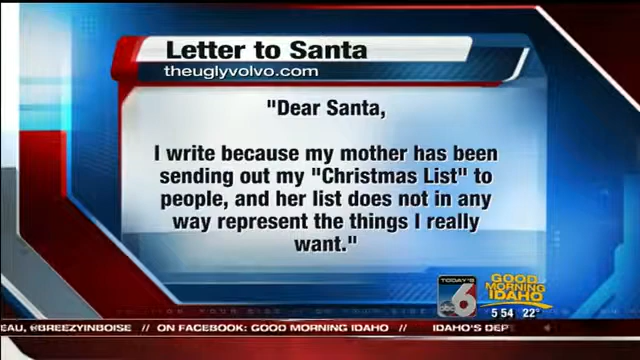 Letter to Santa
theuglyvolvo.com
"Dear Santa,
I write because my mother has been
sending out my "Christmas List" to
people, and her list does not in any
way represent the things I really
want."
TODAY'S
abc 6
GOOD
MORNING
IDAHO
5 54 22°
EAU, @BREEZYINBOISE // ON FACEBOOK: GOOD MORNING IDAHO // IDAHO'S DEP